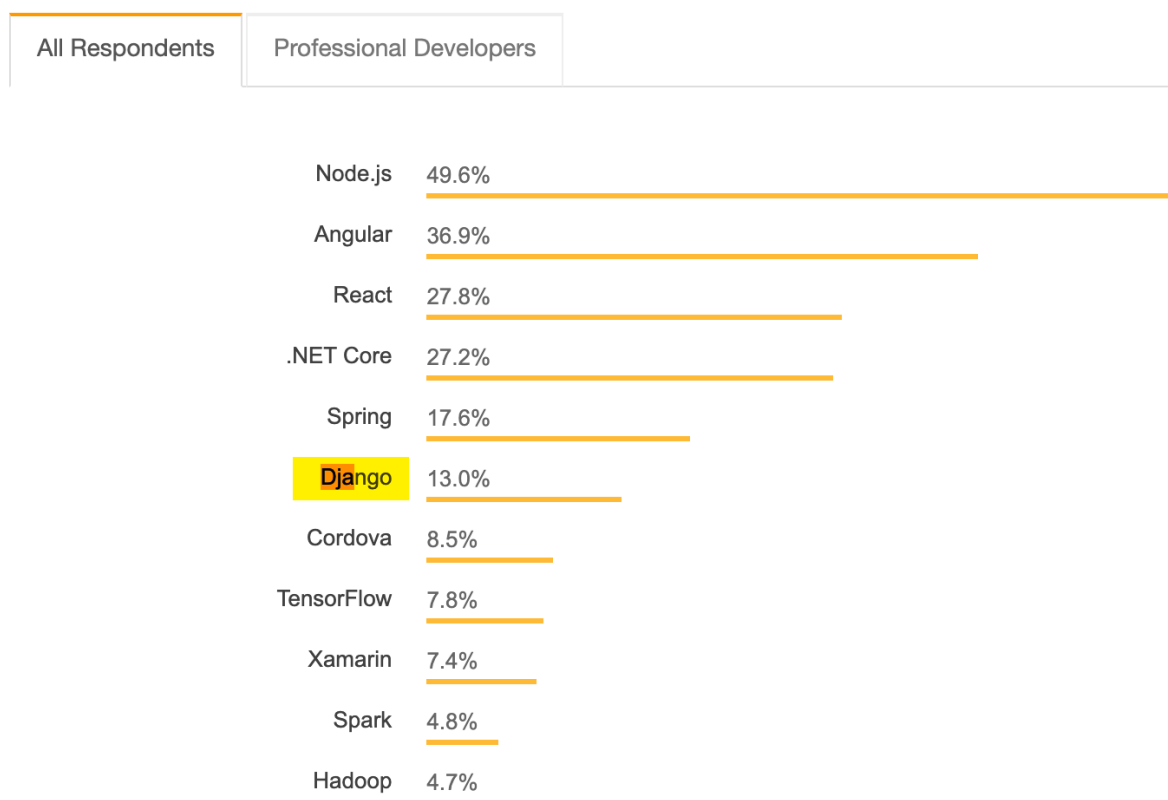 All Respondents Professional Developers
Node.js 49.6%
Angular 36.9%
React 27.8%
.NET Core 27.2%
Spring 17.6%
Django 13.0%
Cordova 8.5%
TensorFlow 7.8%
Xamarin 7.4%
Spark 4.8%
Hadoop 4.7%